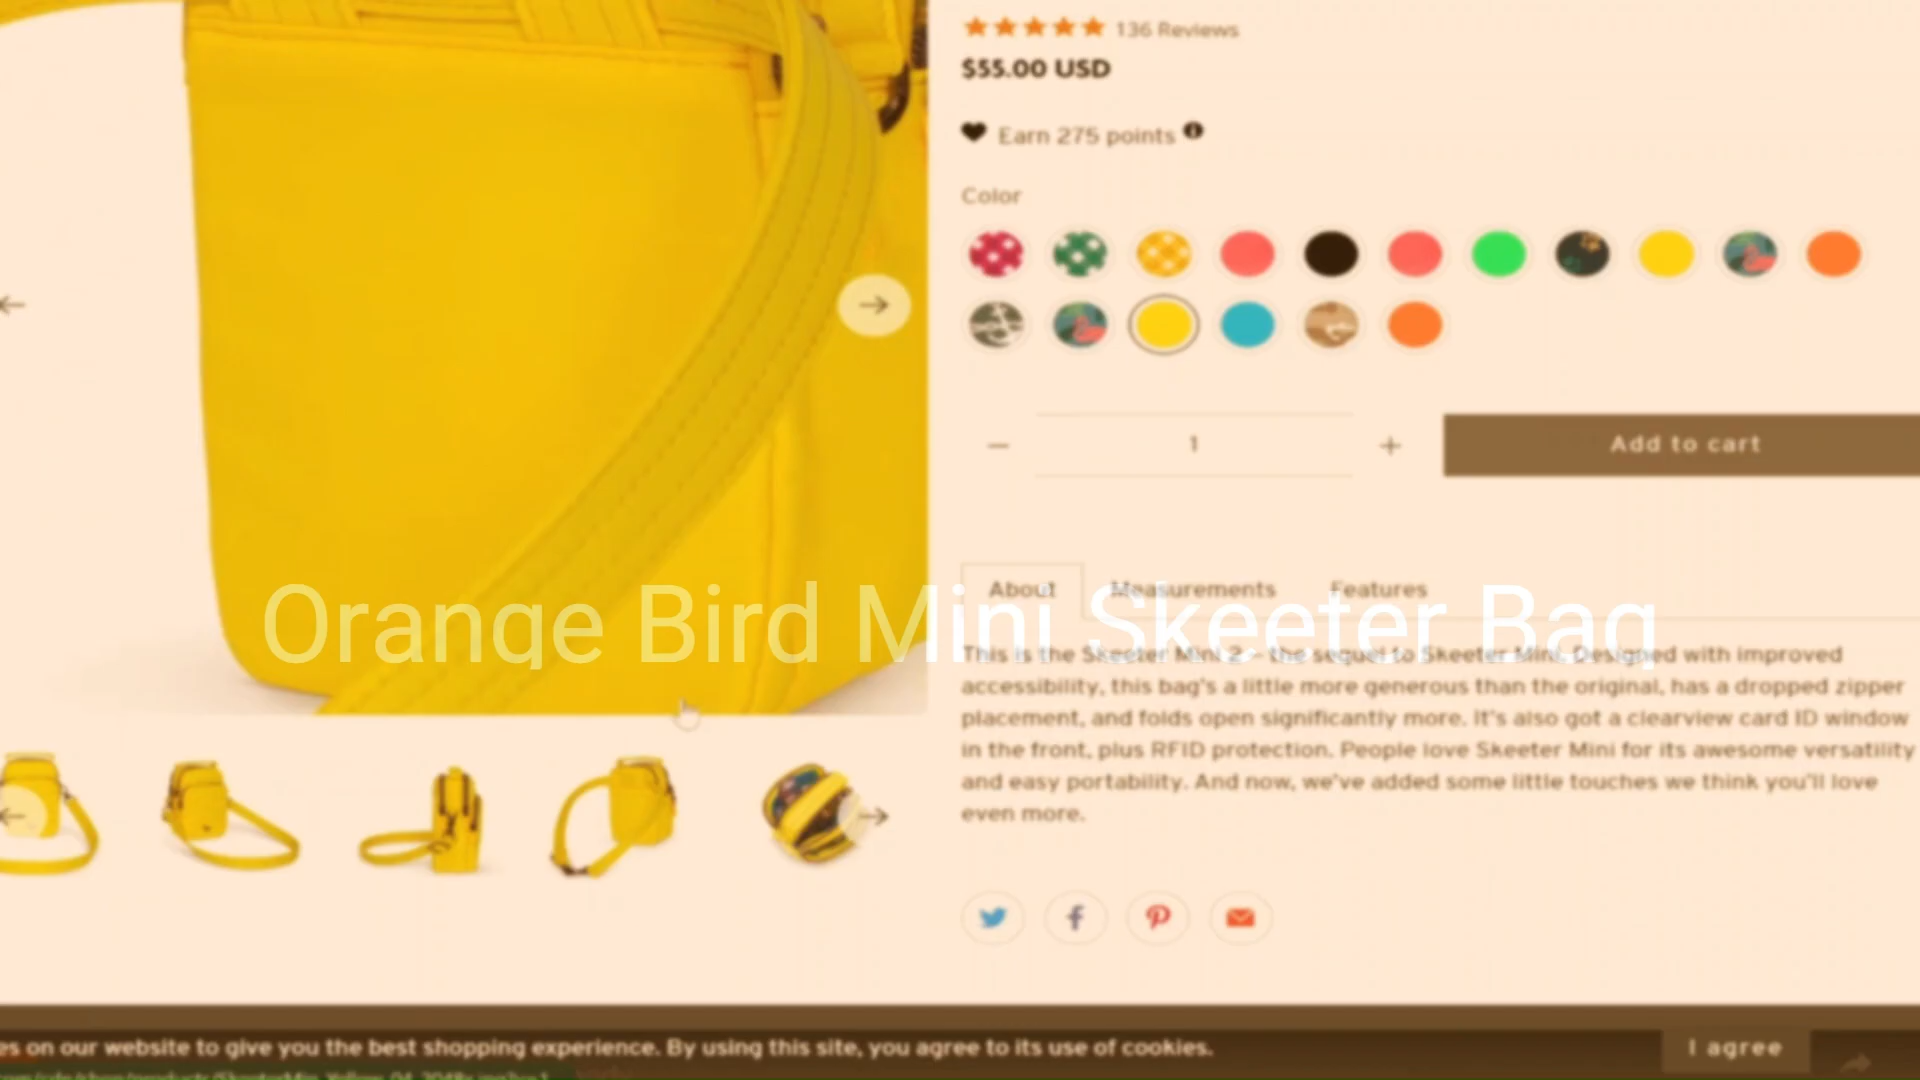 136 Reviews
$55.00 USD
Earn 275 points
Color
1
Add to cart
About Measurements Features
Orange Bird Mini Skeeter Bag
This is the Skeeter Mini 2 - the sequel to Skeeter Mini. Designed with improved
accessibility, this bag's a little more generous than the original, has a dropped zipper
placement, and folds open significantly more. It's also got a clearview card ID window
in the front, plus RFID protection. People love Skeeter Mini for its awesome versatility
and easy portability. And now, we've added some little touches we think you'll love
even more.
es on our website to give you the best shopping experience. By using this site, you agree to its use of cookies.
I agree